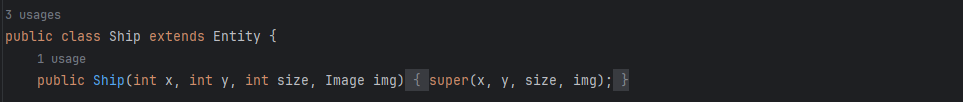 3 usages
public class Ship extends Entity {
1 usage
public Ship(int x, int y, int size, Image img) { super(x, y, size, img); }